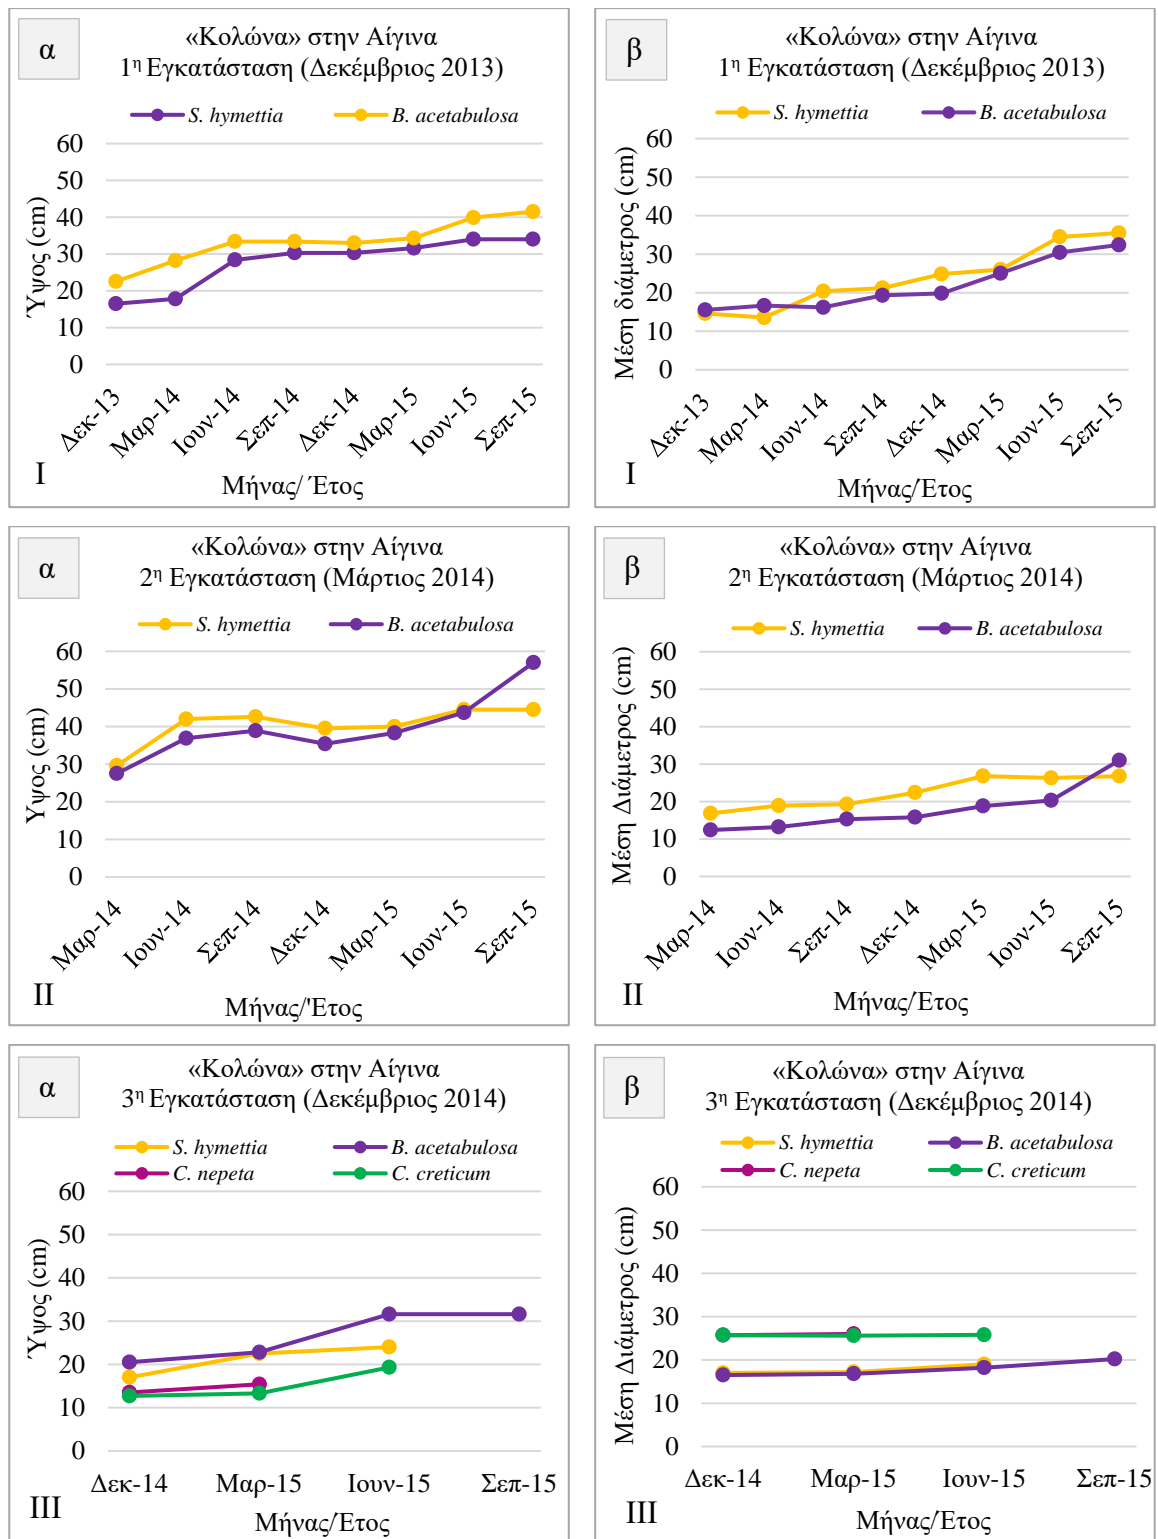 α
«Κολώνα» στην Αίγινα
1η Εγκατάσταση (Δεκέμβριος 2013)
S. hymettia B. acetabulosa
60
50
40
30
20
10
0
Ύψος (cm)
Δεκ-13 Μαρ-14 Ιουν-14 Σεπ-14 Δεκ-14 Μαρ-15 Ιουν-15 Σεπ-15
Μήνας/ Έτος
I
β
«Κολώνα» στην Αίγινα
1η Εγκατάσταση (Δεκέμβριος 2013)
S. hymettia B. acetabulosa
60
50
40
30
20
10
0
Μέση διάμετρος (cm)
Δεκ-13 Μαρ-14 Ιουν-14 Σεπ-14 Δεκ-14 Μαρ-15 Ιουν-15 Σεπ-15
Μήνας/Έτος
I
α
«Κολώνα» στην Αίγινα
2η Εγκατάσταση (Μάρτιος 2014)
S. hymettia B. acetabulosa
60
50
40
30
20
10
0
Ύψος (cm)
Μαρ-14 Ιουν-14 Σεπ-14 Δεκ-14 Μαρ-15 Ιουν-15 Σεπ-15
Μήνας/'Έτος
II
β
«Κολώνα» στην Αίγινα
2η Εγκατάσταση (Μάρτιος 2014)
S. hymettia B. acetabulosa
60
50
40
30
20
10
0
Μέση Διάμετρος (cm)
Μαρ-14 Ιουν-14 Σεπ-14 Δεκ-14 Μαρ-15 Ιουν-15 Σεπ-15
Μήνας/Έτος
II
α
«Κολώνα» στην Αίγινα
3η Εγκατάσταση (Δεκέμβριος 2014)
S. hymettia B. acetabulosa
C. nepeta C. creticum
60
50
40
30
20
10
0
Ύψος (cm)
Δεκ-14 Μαρ-15 Ιουν-15 Σεπ-15
Μήνας/Έτος
III
β
«Κολώνα» στην Αίγινα
3η Εγκατάσταση (Δεκέμβριος 2014)
S. hymettia B. acetabulosa
C. nepeta C. creticum
60
50
40
30
20
10
0
Μέση Διάμετρος (cm)
Δεκ-14 Μαρ-15 Ιουν-15 Σεπ-15
Μήνας/Έτος
III